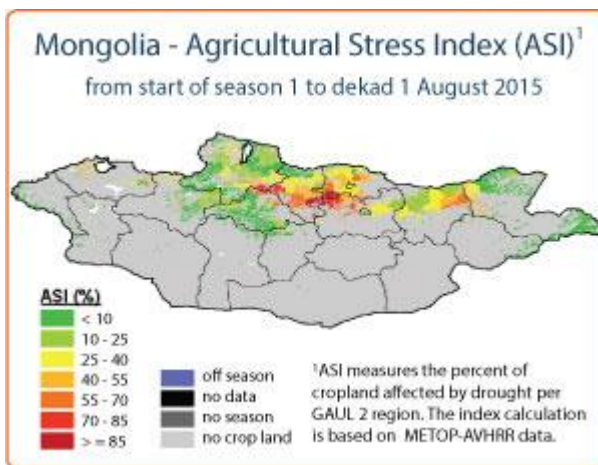 Mongolia - Agricultural Stress Index (ASI)¹
from start of season 1 to dekad 1 August 2015
ASI (%)
< 10
10 - 25
25 - 40
40 - 55
55 - 70
70 - 85
> = 85
off season
no data
no season
no crop land
¹ASI measures the percent of
cropland affected by drought per
GAUL 2 region. The index calculation
is based on METOP-AVHRR data.